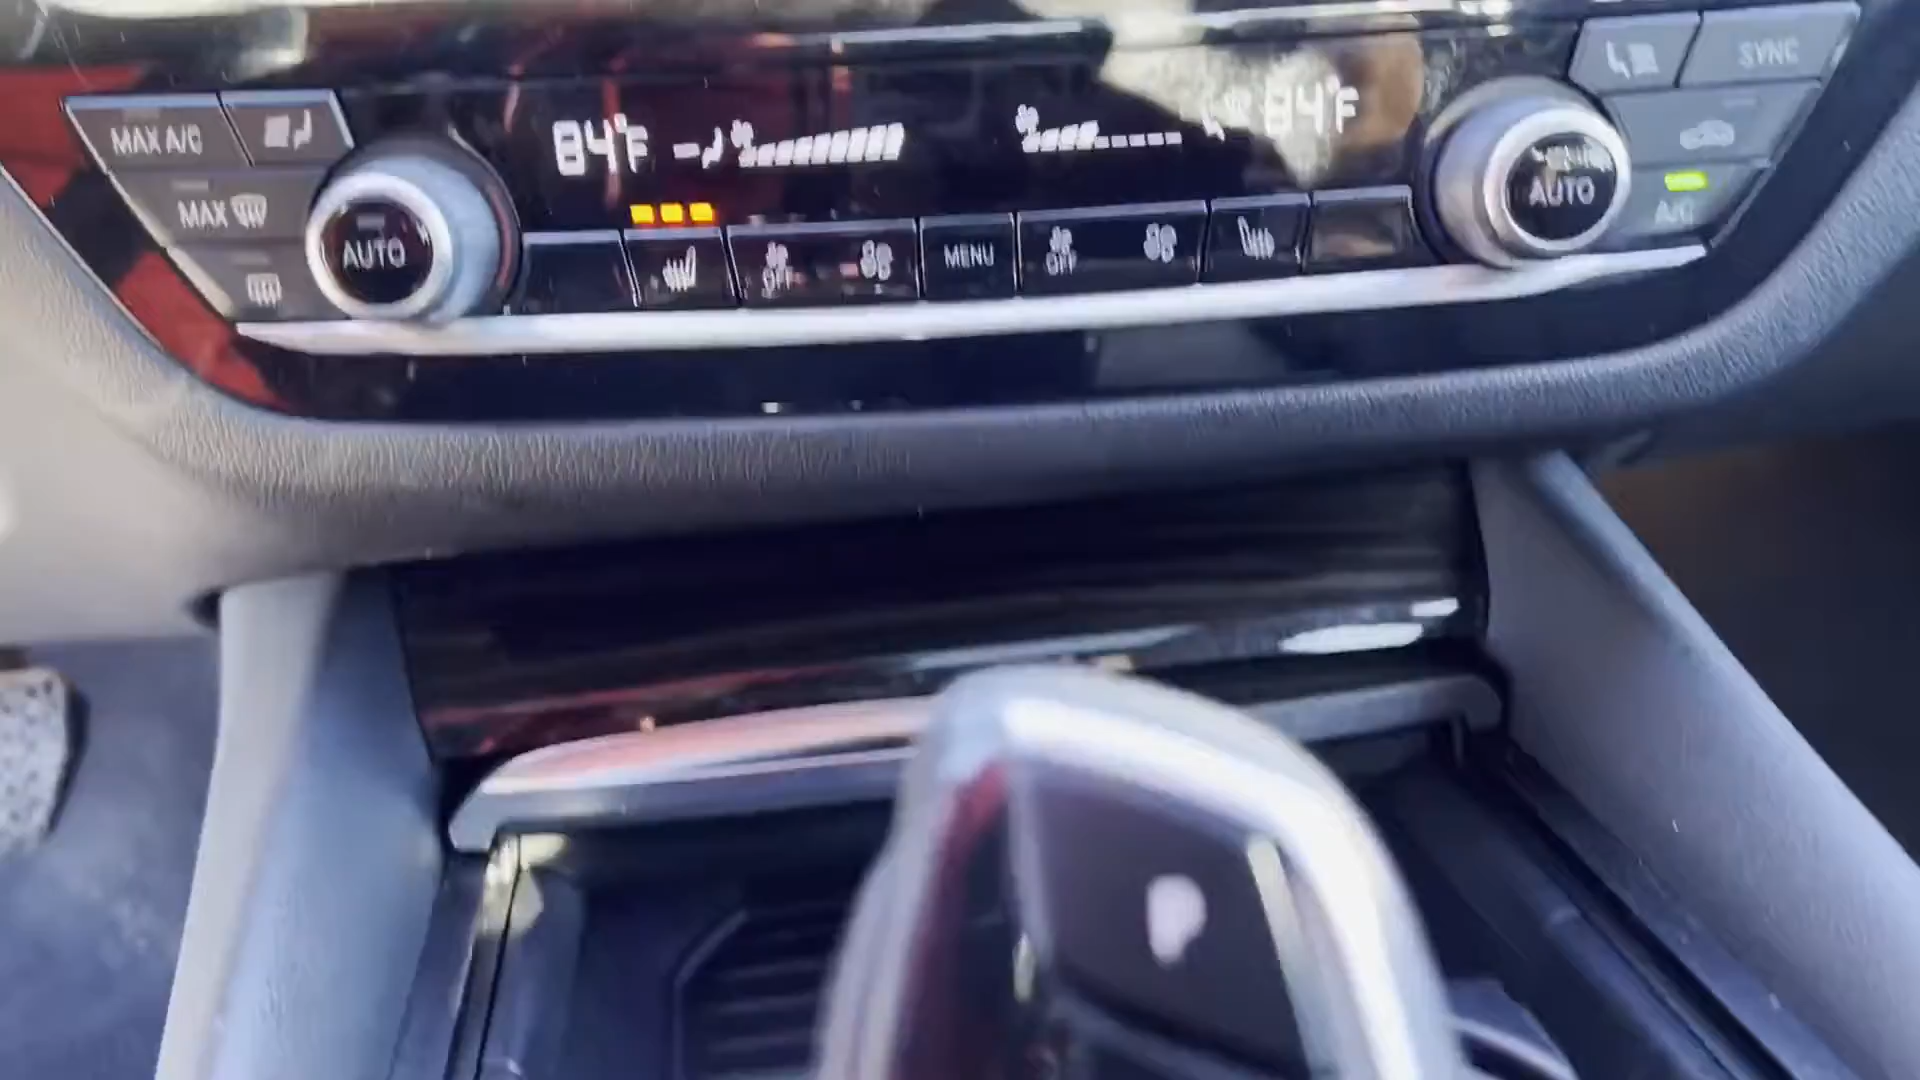 SYNC
84°F
84°F
MAX A/C
MAX
AUTO
AUTO
A/C
OFF
MENU
OFF